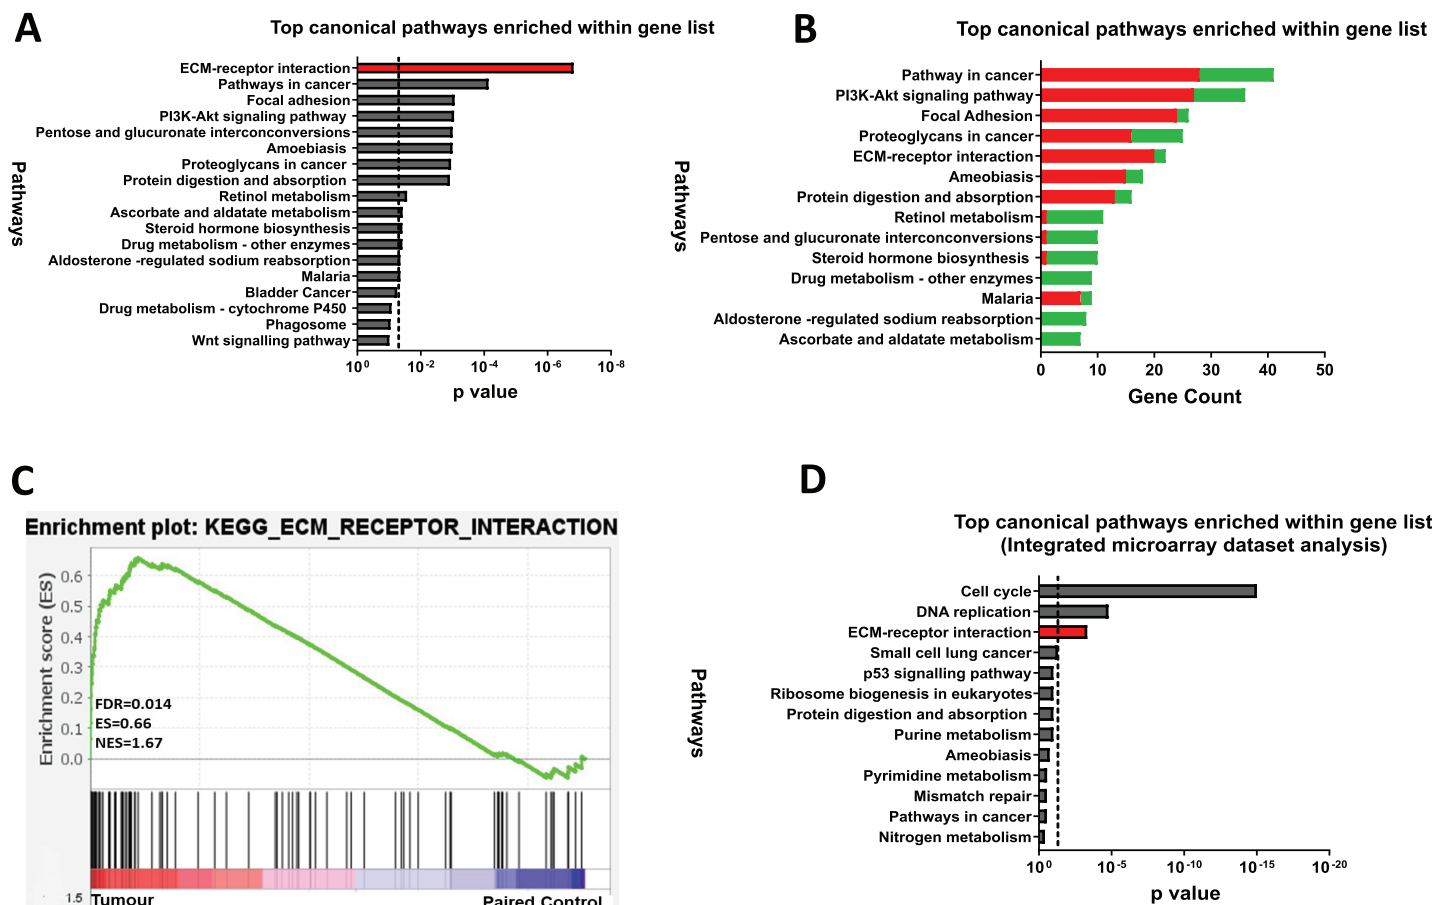 A
Top canonical pathways enriched within gene list
Pathways
ECM-receptor interaction
Pathways in cancer
Focal adhesion
PI3K-Akt signaling pathway
Pentose and glucuronate interconconversions
Amoebiasis
Proteoglycans in cancer
Protein digestion and absorption
Retinol metabolism
Ascorbate and aldatate metabolism
Steroid hormone biosynthesis
Drug metabolism - other enzymes
Aldosterone -regulated sodium reabsorption
Malaria
Bladder Cancer
Drug metabolism - cytochrome P450
Phagosome
Wnt signalling pathway
10⁰ 10⁻² 10⁻⁴ 10⁻⁶ 10⁻⁸
p value
B
Top canonical pathways enriched within gene list
Pathways
Pathway in cancer
PI3K-Akt signaling pathway
Focal Adhesion
Proteoglycans in cancer
ECM-receptor interaction
Ameobiasis
Protein digestion and absorption
Retinol metabolism
Pentose and glucuronate interconconversions
Steroid hormone biosynthesis
Drug metabolism - other enzymes
Malaria
Aldosterone -regulated sodium reabsorption
Ascorbate and aldatate metabolism
0 10 20 30 40 50
Gene Count
C
Enrichment plot: KEGG_ECM_RECEPTOR_INTERACTION
Enrichment score (ES)
0.6
0.5
0.4
0.3
0.2
0.1
0.0
FDR=0.014
ES=0.66
NES=1.67
1.5
Tumour
Paired Control
D
Top canonical pathways enriched within gene list
(Integrated microarray dataset analysis)
Pathways
Cell cycle
DNA replication
ECM-receptor interaction
Small cell lung cancer
p53 signalling pathway
Ribosome biogenesis in eukaryotes
Protein digestion and absorption
Purine metabolism
Ameobiasis
Pyrimidine metabolism
Mismatch repair
Pathways in cancer
Nitrogen metabolism
10⁰ 10⁻⁵ 10⁻¹⁰ 10⁻¹⁵ 10⁻²⁰
p value